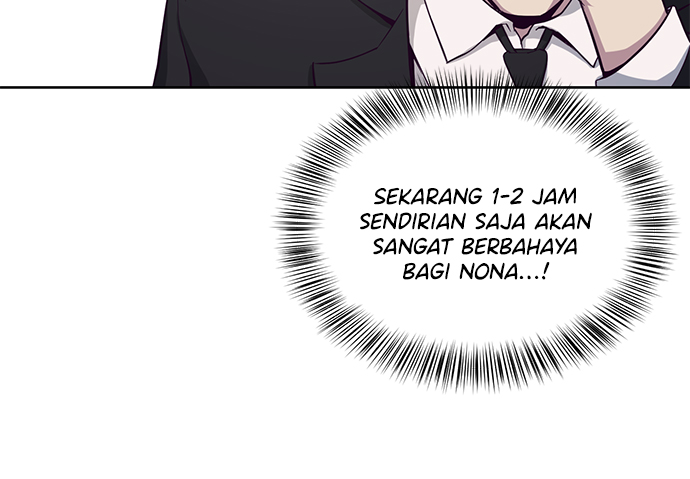 SEKARANG 1-2 JAM
SENDIRIAN SAJA AKAN
SANGAT BERBAHAYA
BAGI NONA...!